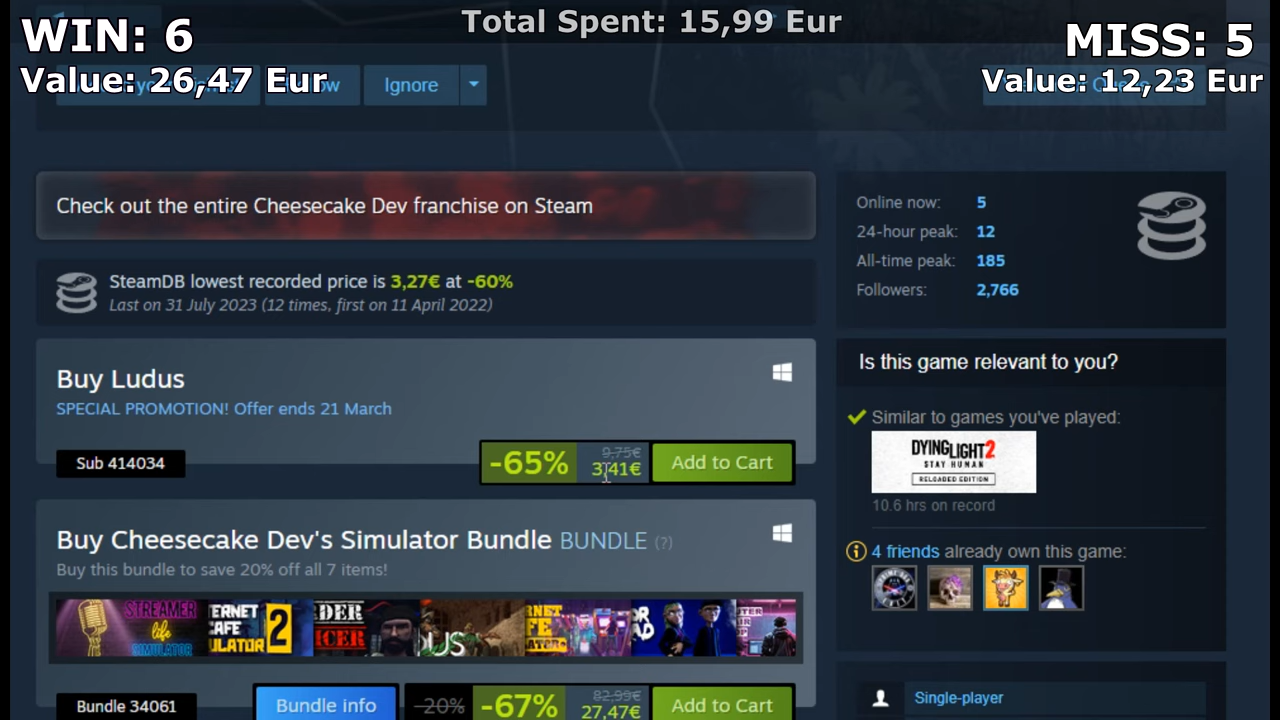 WIN: 6
Total Spent: 15,99 Eur
MISS: 5
Value: 26,47 Eur
Value: 12,23 Eur
Ignore
Check out the entire Cheesecake Dev franchise on Steam
SteamDB lowest recorded price is 3,27€ at -60%
Last on 31 July 2023 (12 times, first on 11 April 2022)
Online now: 5
24-hour peak: 12
All-time peak: 185
Followers: 2,766
Buy Ludus
SPECIAL PROMOTION! Offer ends 21 March
Sub 414034
-65%
9,75€
3,41€
Add to Cart
Is this game relevant to you?
Similar to games you've played:
DYING LIGHT 2
STAY HUMAN
RELOADED EDITION
10.6 hrs on record
4 friends already own this game:
Buy Cheesecake Dev's Simulator Bundle BUNDLE (?)
Buy this bundle to save 20% off all 7 items!
STREAMER
life
SIMULATOR
Bundle 34061
Bundle info
-20%
-67%
82,99€
27,47€
Add to Cart
Single-player